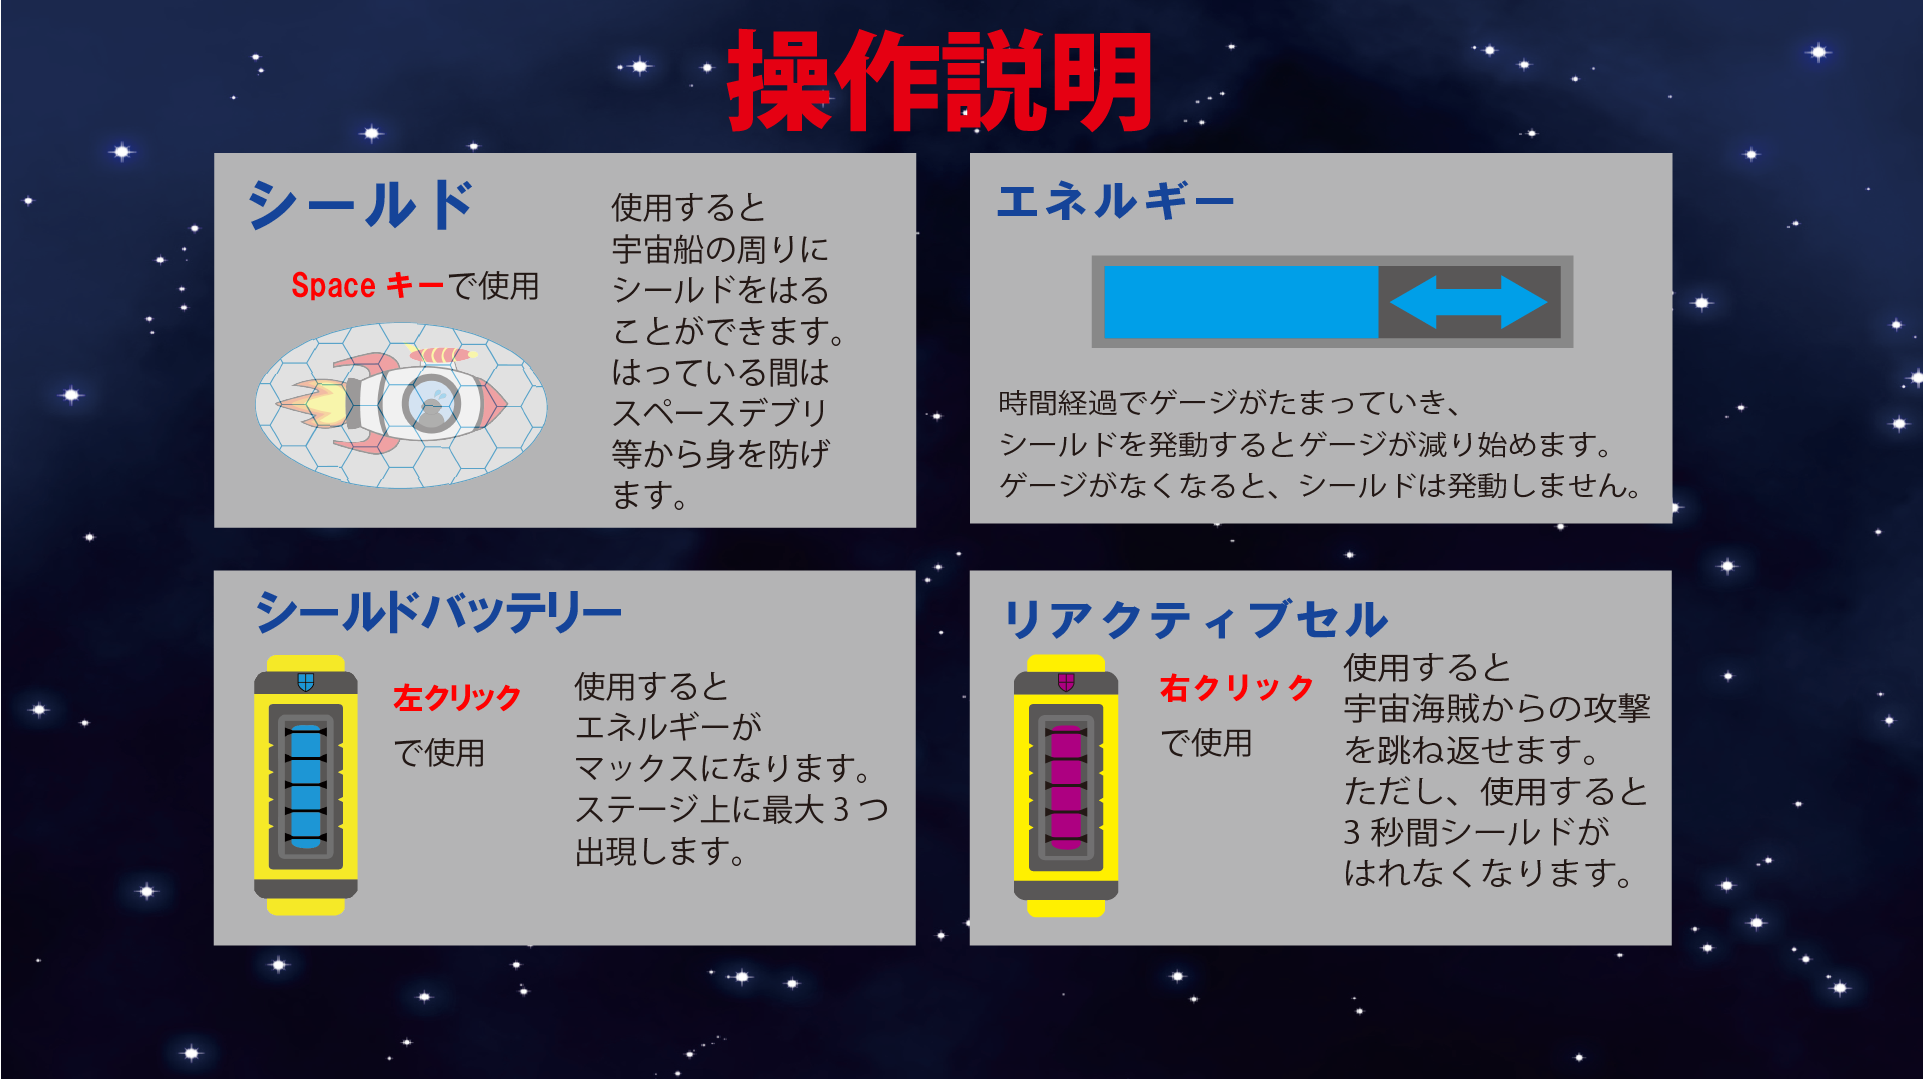 操作説明
シールド
Space キーで使用
使用すると
宇宙船の周りに
シールドをはる
ことができます。
はっている間は
スペースデブリ
等から身を防げ
ます。
エネルギー
時間経過でゲージがたまっていき、
シールドを発動するとゲージが減り始めます。
ゲージがなくなると、シールドは発動しません。
シールドバッテリー
左クリック
で使用
使用すると
エネルギーが
マックスになります。
ステージ上に最大 3 つ
出現します。
リアクティブセル
右クリック
で使用
使用すると
宇宙海賊からの攻撃
を跳ね返せます。
ただし、使用すると
3 秒間シールドが
はれなくなります。